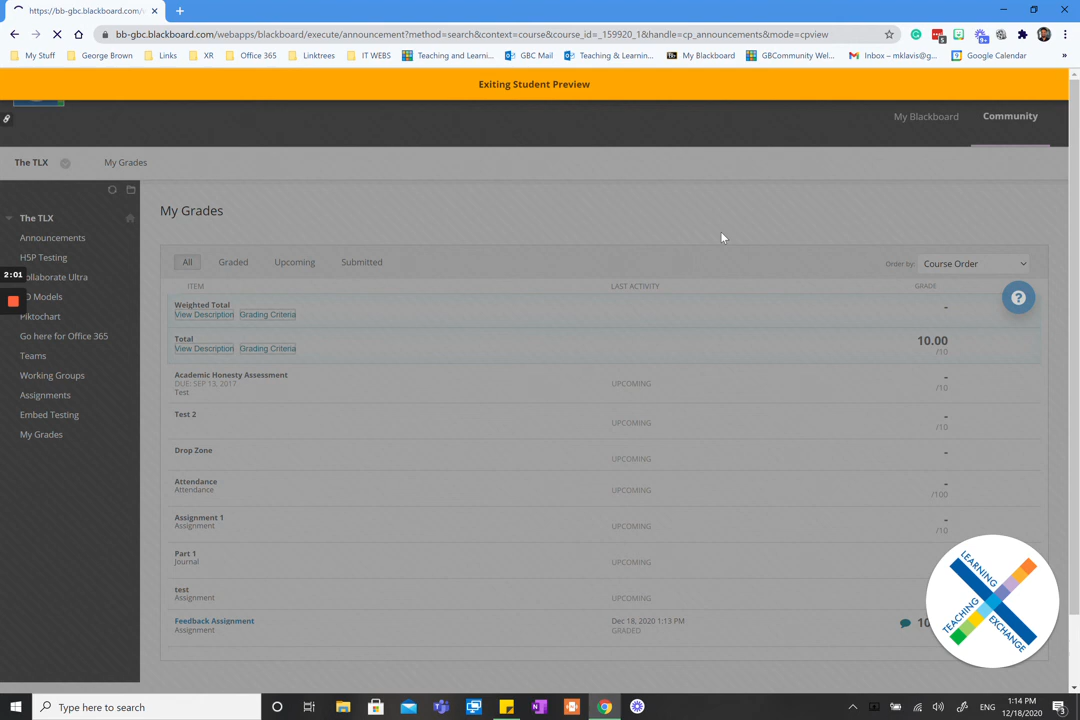 https://bb-gbc.blackboard.com/w
bb-gbc.blackboard.com/webapps/blackboard/execute/announcement?method=search&context=course&course_id=_159920_1&handle=cp_announcements&mode=cpview
My Stuff George Brown Links XR Office 365 Linktrees IT WEBS Teaching and Learni... GBC Mail Teaching & Learning... My Blackboard GBCommunity Wel... Inbox – mklavis@g... Google Calendar »
Exiting Student Preview
My Blackboard Community
The TLX My Grades
The TLX
Announcements
H5P Testing
ollaborate Ultra
2:01
D Models
Piktochart
Go here for Office 365
Teams
Working Groups
Assignments
Embed Testing
My Grades
My Grades
All Graded Upcoming Submitted
Order by: Course Order
ITEM LAST ACTIVITY GRADE
Weighted Total -
View Description Grading Criteria
?
Total 10.00
View Description Grading Criteria /10
Academic Honesty Assessment -
DUE: SEP 13, 2017 UPCOMING /10
Test
Test 2 -
UPCOMING /10
Drop Zone -
UPCOMING
Attendance -
Attendance UPCOMING /100
Assignment 1 -
Assignment UPCOMING /10
Part 1
Journal UPCOMING
test
Assignment UPCOMING
Feedback Assignment Dec 18, 2020 1:13 PM 10
Assignment GRADED
LEARNING
TEACHING
EXCHANGE
Type here to search
ENG
1:14 PM
12/18/2020
3